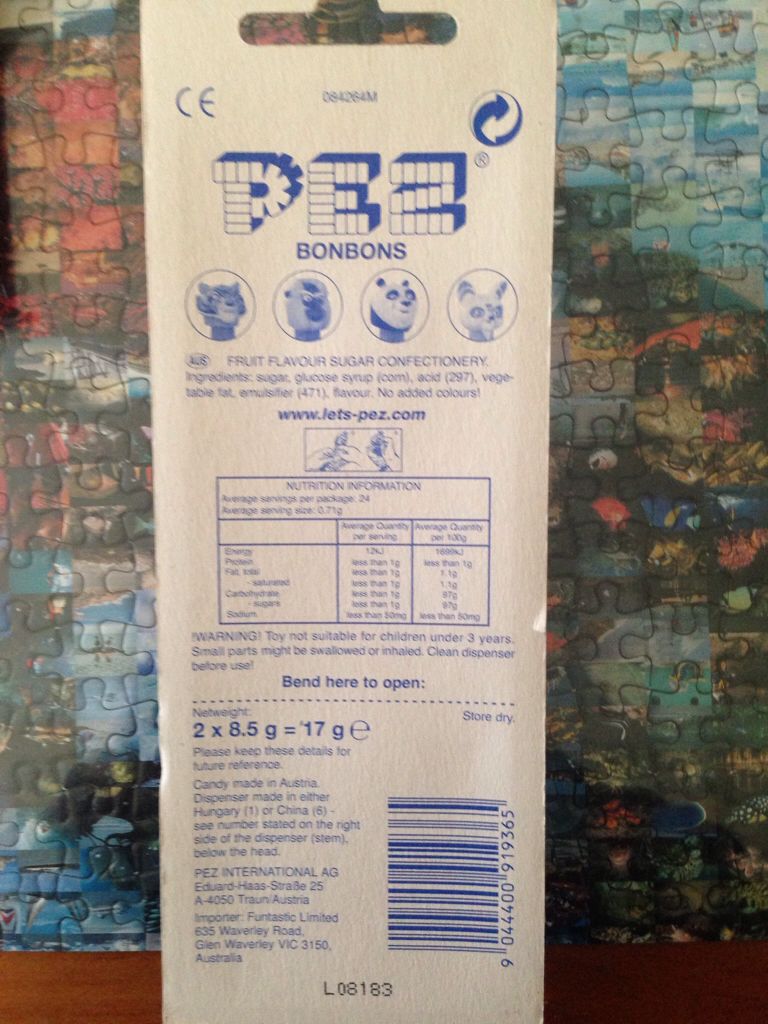 CE
084264M
PEZ®
BONBONS
AUS FRUIT FLAVOUR SUGAR CONFECTIONERY.
Ingredients: sugar, glucose syrup (corn), acid (297), vege-
table fat, emulsifier (471), flavour. No added colours!
www.lets-pez.com
NUTRITION INFORMATION
Average servings per package: 24
Average serving size: 0.71g
Average Quantity per serving Average Quantity per 100g
Energy 12kJ 1699kJ
Protein less than 1g less than 1g
Fat, total less than 1g 1.1g
- saturated less than 1g 1.1g
Carbohydrate less than 1g 97g
- sugars less than 1g 97g
Sodium less than 50mg less than 50mg
!WARNING! Toy not suitable for children under 3 years.
Small parts might be swallowed or inhaled. Clean dispenser
before use!
Bend here to open:
Netweight:
2 x 8.5 g = 17 g e
Store dry.
Please keep these details for
future reference.
Candy made in Austria.
Dispenser made in either
Hungary (1) or China (6) -
see number stated on the right
side of the dispenser (stem),
below the head.
PEZ INTERNATIONAL AG
Eduard-Haas-Straße 25
A-4050 Traun/Austria
Importer: Funtastic Limited
635 Waverley Road,
Glen Waverley VIC 3150,
Australia
9 044400 919365
L08183